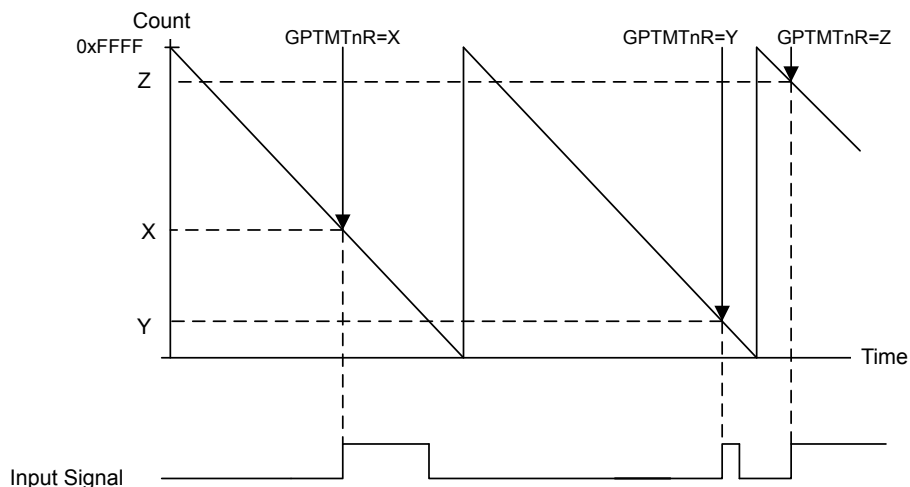 Count
0xFFFF
GPTMTnR=X
GPTMTnR=Y
GPTMTnR=Z
Z
X
Y
Time
Input Signal